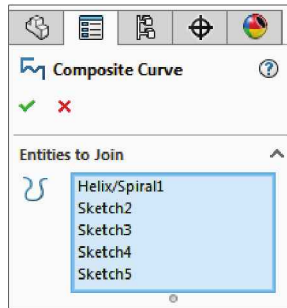 Composite Curve
Entities to Join
Helix/Spiral1
Sketch2
Sketch3
Sketch4
Sketch5